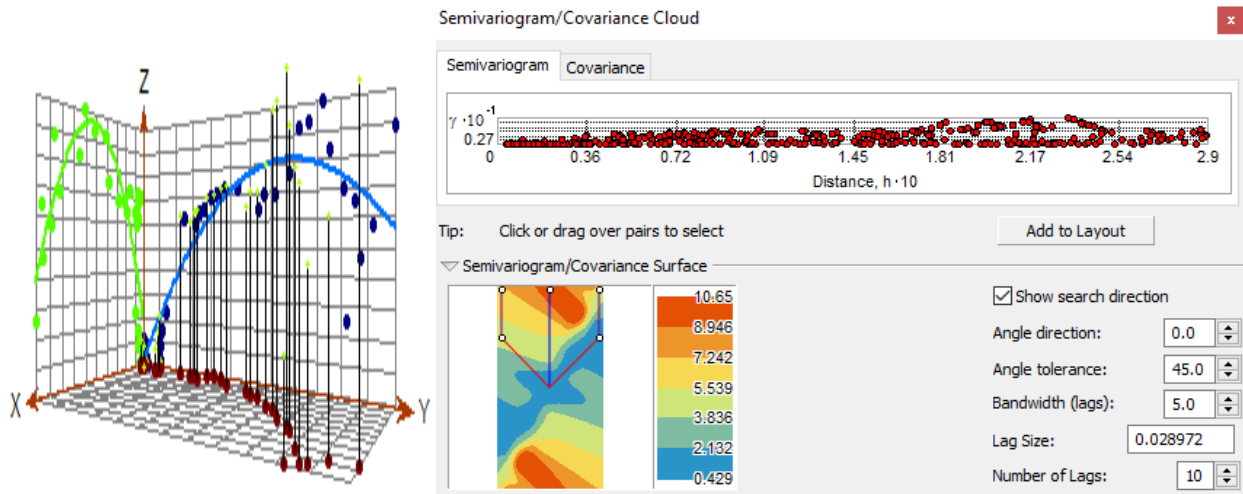 Z
X
Y
Semivariogram/Covariance Cloud
x
Semivariogram Covariance
γ · 10⁻¹
0.27
0 0.36 0.72 1.09 1.45 1.81 2.17 2.54 2.9
Distance, h · 10
Tip: Click or drag over pairs to select
Add to Layout
Semivariogram/Covariance Surface
10.65
8.946
7.242
5.539
3.836
2.132
0.429
Show search direction
Angle direction: 0.0
Angle tolerance: 45.0
Bandwidth (lags): 5.0
Lag Size: 0.028972
Number of Lags: 10